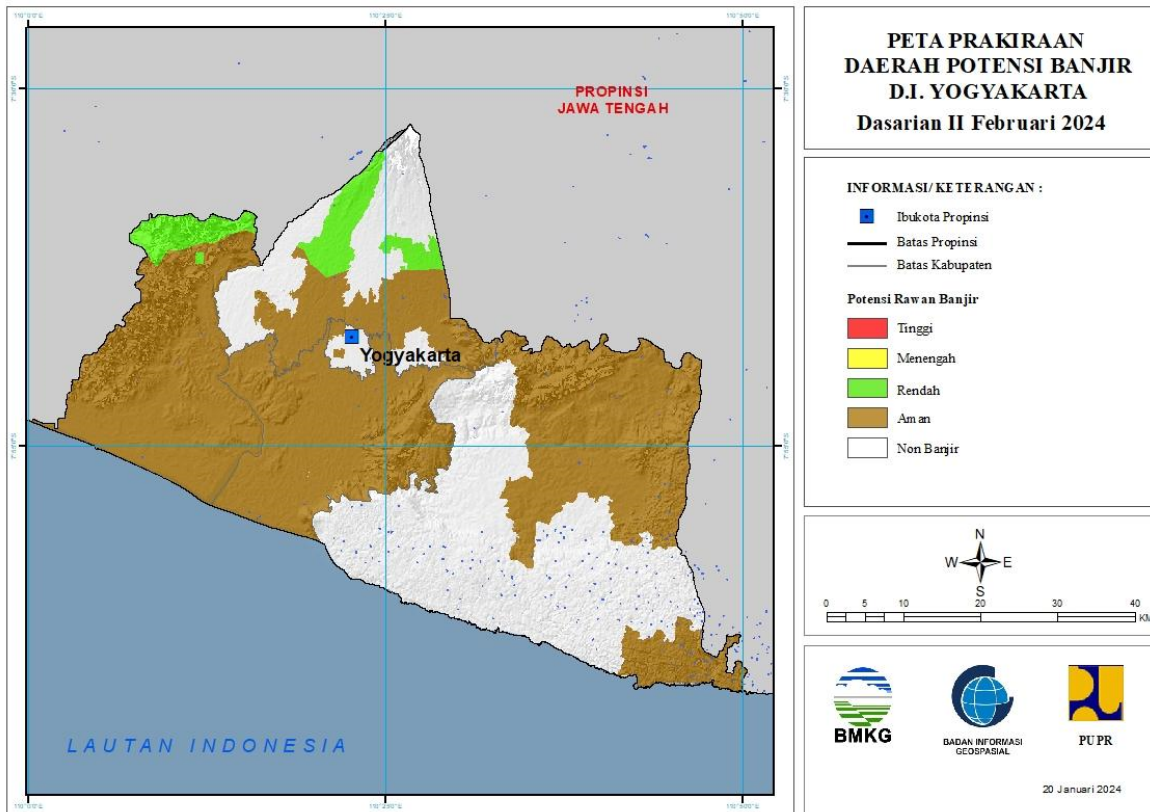 PETA PRAKIRAAN
DAERAH POTENSI BANJIR
D.I. YOGYAKARTA
Dasarian II Februari 2024
PROPINSI
JAWA TENGAH
Yogyakarta
LAUTAN INDONESIA
INFORMASI/ KETERANGAN :
Ibukota Propinsi
Batas Propinsi
Batas Kabupaten
Potensi Rawan Banjir
Tinggi
Menengah
Rendah
Aman
Non Banjir
N
W
E
S
0 5 10 20 30 40
KM
BMKG
BADAN INFORMASI
GEOSPASIAL
PUPR
20 Januari 2024